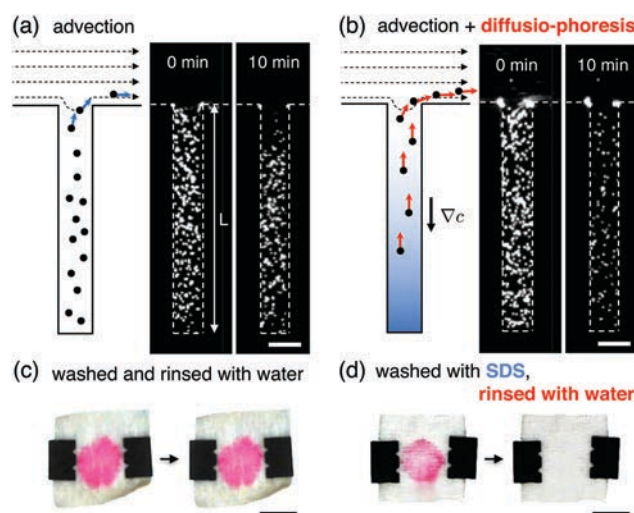 (a) advection
0 min
10 min
L
(b) advection + diffusio-phoresis
0 min
10 min
∇c
(c) washed and rinsed with water
(d) washed with SDS,
rinsed with water